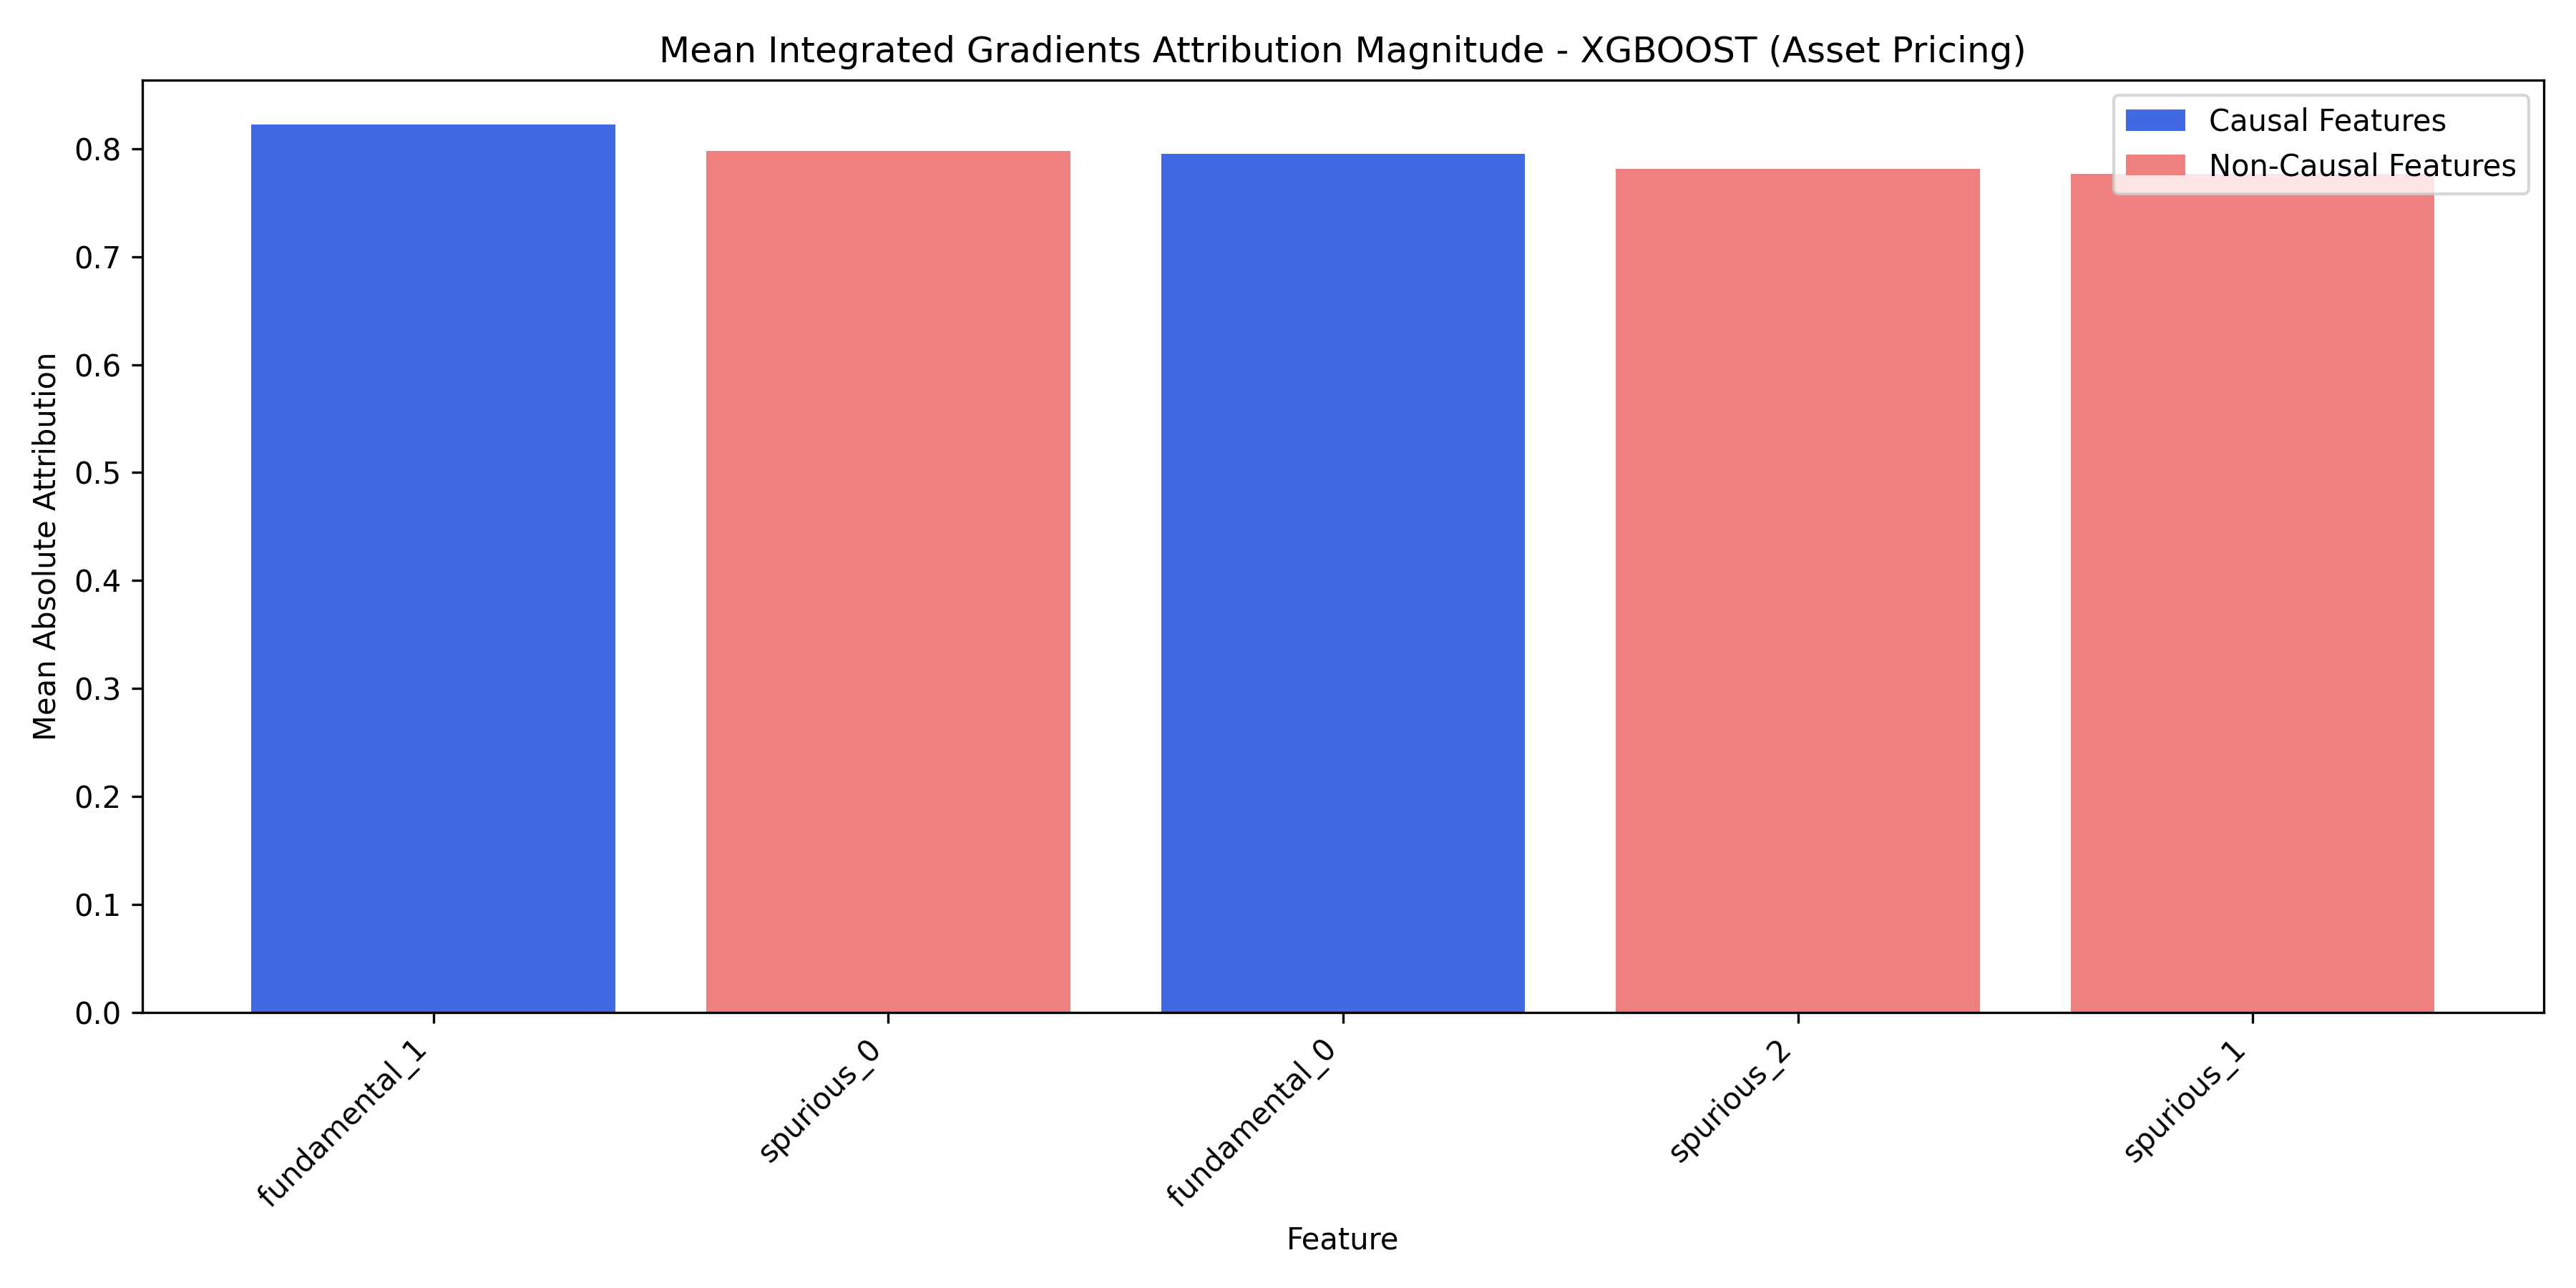 Mean Integrated Gradients Attribution Magnitude - XGBOOST (Asset Pricing)
Causal Features
Non-Causal Features
Mean Absolute Attribution
0.8
0.7
0.6
0.5
0.4
0.3
0.2
0.1
0.0
fundamental_1
spurious_0
fundamental_0
spurious_2
spurious_1
Feature